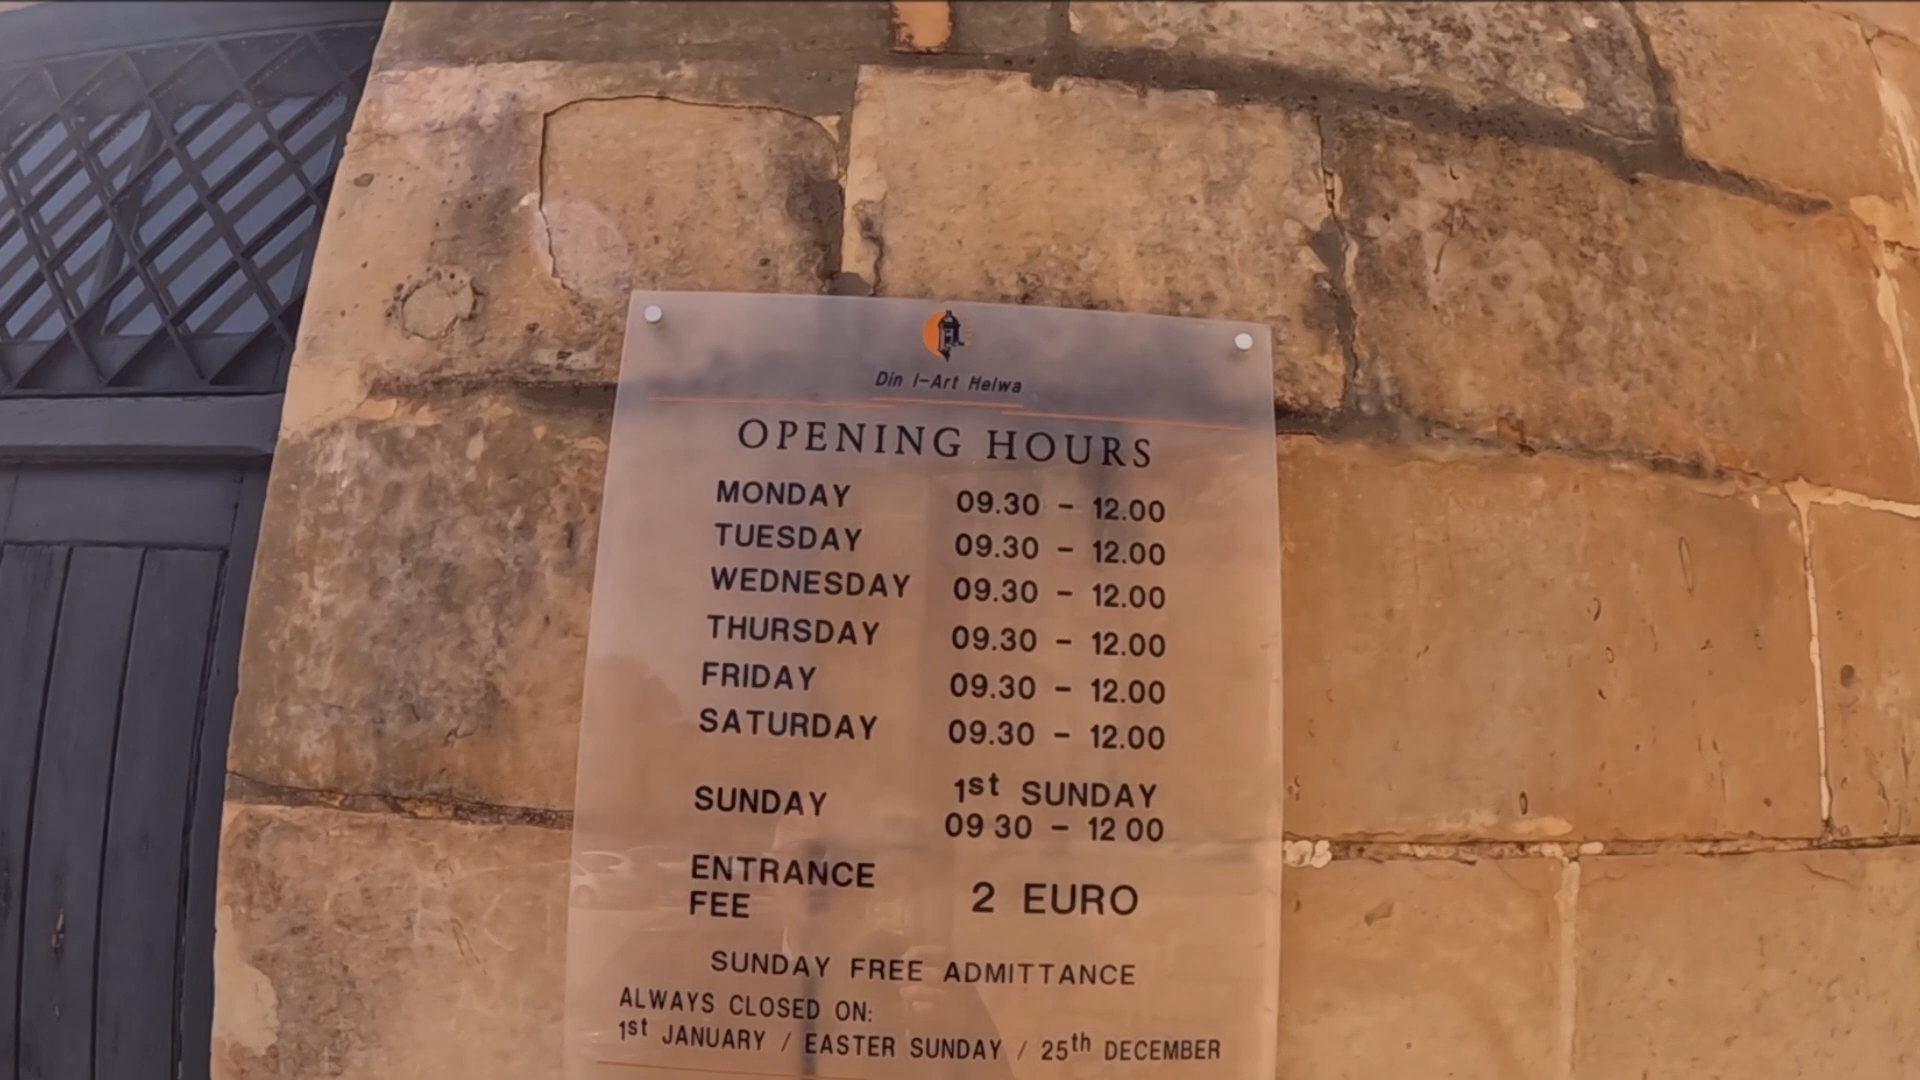 Din l-Art Helwa
OPENING HOURS
MONDAY 09.30 - 12.00
TUESDAY 09.30 - 12.00
WEDNESDAY 09.30 - 12.00
THURSDAY 09.30 - 12.00
FRIDAY 09.30 - 12.00
SATURDAY 09.30 - 12.00
SUNDAY 1st SUNDAY
09 30 - 12 00
ENTRANCE
FEE 2 EURO
SUNDAY FREE ADMITTANCE
ALWAYS CLOSED ON:
1st JANUARY / EASTER SUNDAY / 25th DECEMBER